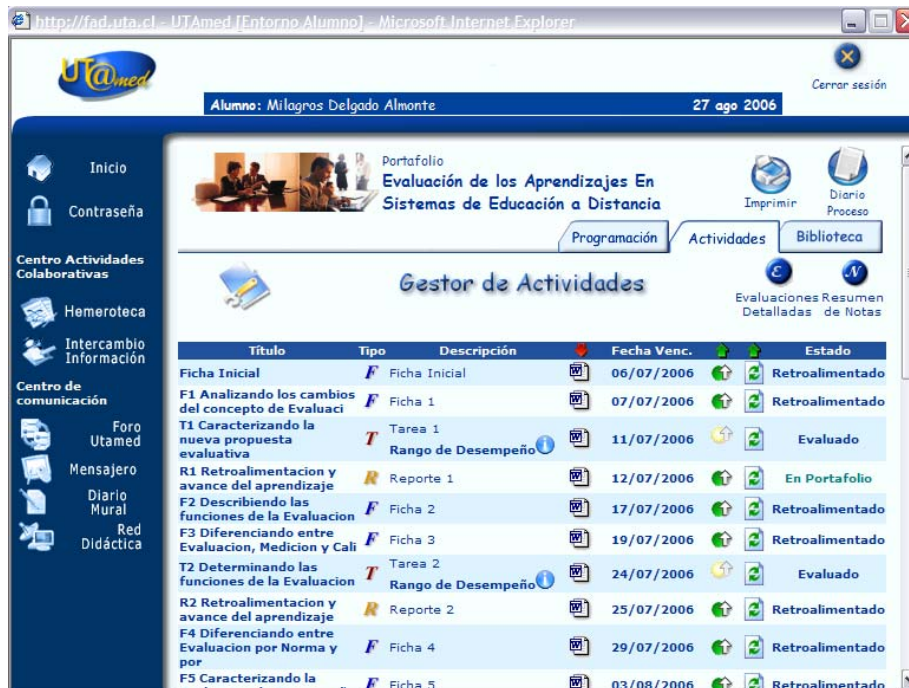 http://fad.uta.cl - UTAmed [Entorno Alumno] - Microsoft Internet Explorer
UT@med
Cerrar sesión
Alumno: Milagros Delgado Almonte 27 ago 2006
Inicio
Contraseña
Centro Actividades
Colaborativas
Hemeroteca
Intercambio
Información
Centro de
comunicación
Foro
Utamed
Mensajero
Diario
Mural
Red
Didáctica
Portafolio
Evaluación de los Aprendizajes En
Sistemas de Educación a Distancia
Imprimir
Diario
Proceso
Programación Actividades Biblioteca
Gestor de Actividades
E N
Evaluaciones Resumen
Detalladas de Notas
Título Tipo Descripción Fecha Venc. Estado
Ficha Inicial F Ficha Inicial 06/07/2006 Retroalimentado
F1 Analizando los cambios
del concepto de Evaluaci F Ficha 1 07/07/2006 Retroalimentado
T1 Caracterizando la
nueva propuesta
evaluativa T Tarea 1
Rango de Desempeño 11/07/2006 Evaluado
R1 Retroalimentacion y
avance del aprendizaje R Reporte 1 12/07/2006 En Portafolio
F2 Describiendo las
funciones de la Evaluacion F Ficha 2 17/07/2006 Retroalimentado
F3 Diferenciando entre
Evaluacion, Medicion y Cali F Ficha 3 19/07/2006 Retroalimentado
T2 Determinando las
funciones de la Evaluacion T Tarea 2
Rango de Desempeño 24/07/2006 Evaluado
R2 Retroalimentacion y
avance del aprendizaje R Reporte 2 25/07/2006 Retroalimentado
F4 Diferenciando entre
Evaluacion por Norma y
por F Ficha 4 29/07/2006 Retroalimentado
F5 Caracterizando la F Ficha 5 03/08/2006 Retroalimentado